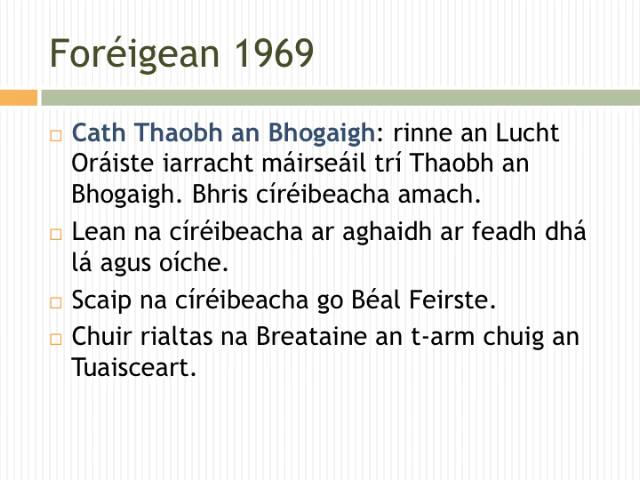 Foréigean 1969
Cath Thaobh an Bhogaigh: rinne an Lucht
Oráiste iarracht máirseáil trí Thaobh an
Bhogaigh. Bhris círéibeacha amach.
Lean na círéibeacha ar aghaidh ar feadh dhá
lá agus oíche.
Scaip na círéibeacha go Béal Feirste.
Chuir rialtas na Breataine an t-arm chuig an
Tuaisceart.